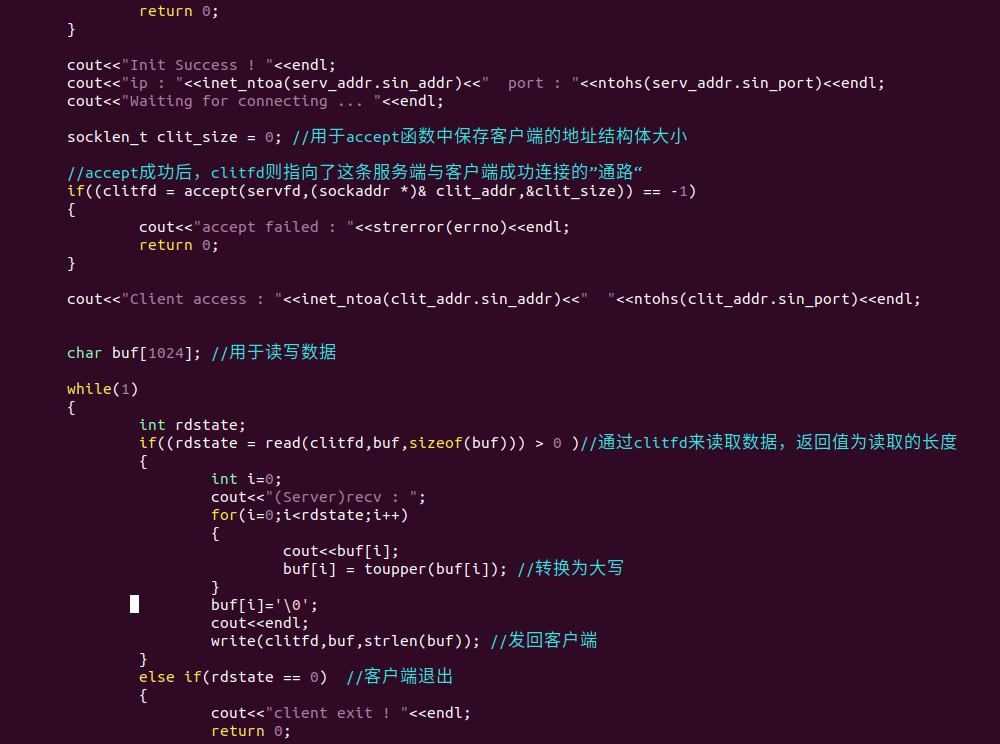 return 0;
}
cout<<"Init Success ! "<<endl;
cout<<"ip : "<<inet_ntoa(serv_addr.sin_addr)<<"  port : "<<ntohs(serv_addr.sin_port)<<endl;
cout<<"Waiting for connecting ... "<<endl;
socklen_t clit_size = 0; //用于accept函数中保存客户端的地址结构体大小
//accept成功后，clitfd则指向了这条服务端与客户端成功连接的”通路“
if((clitfd = accept(servfd,(sockaddr *)& clit_addr,&clit_size)) == -1)
{
cout<<"accept failed : "<<strerror(errno)<<endl;
return 0;
}
cout<<"Client access : "<<inet_ntoa(clit_addr.sin_addr)<<"  "<<ntohs(clit_addr.sin_port)<<endl;
char buf[1024]; //用于读写数据
while(1)
{
int rdstate;
if((rdstate = read(clitfd,buf,sizeof(buf))) > 0 )//通过clitfd来读取数据，返回值为读取的长度
{
int i=0;
cout<<"(Server)recv : ";
for(i=0;i<rdstate;i++)
{
cout<<buf[i];
buf[i] = toupper(buf[i]); //转换为大写
}
buf[i]='\0';
cout<<endl;
write(clitfd,buf,strlen(buf)); //发回客户端
}
else if(rdstate == 0)  //客户端退出
{
cout<<"client exit ! "<<endl;
return 0;